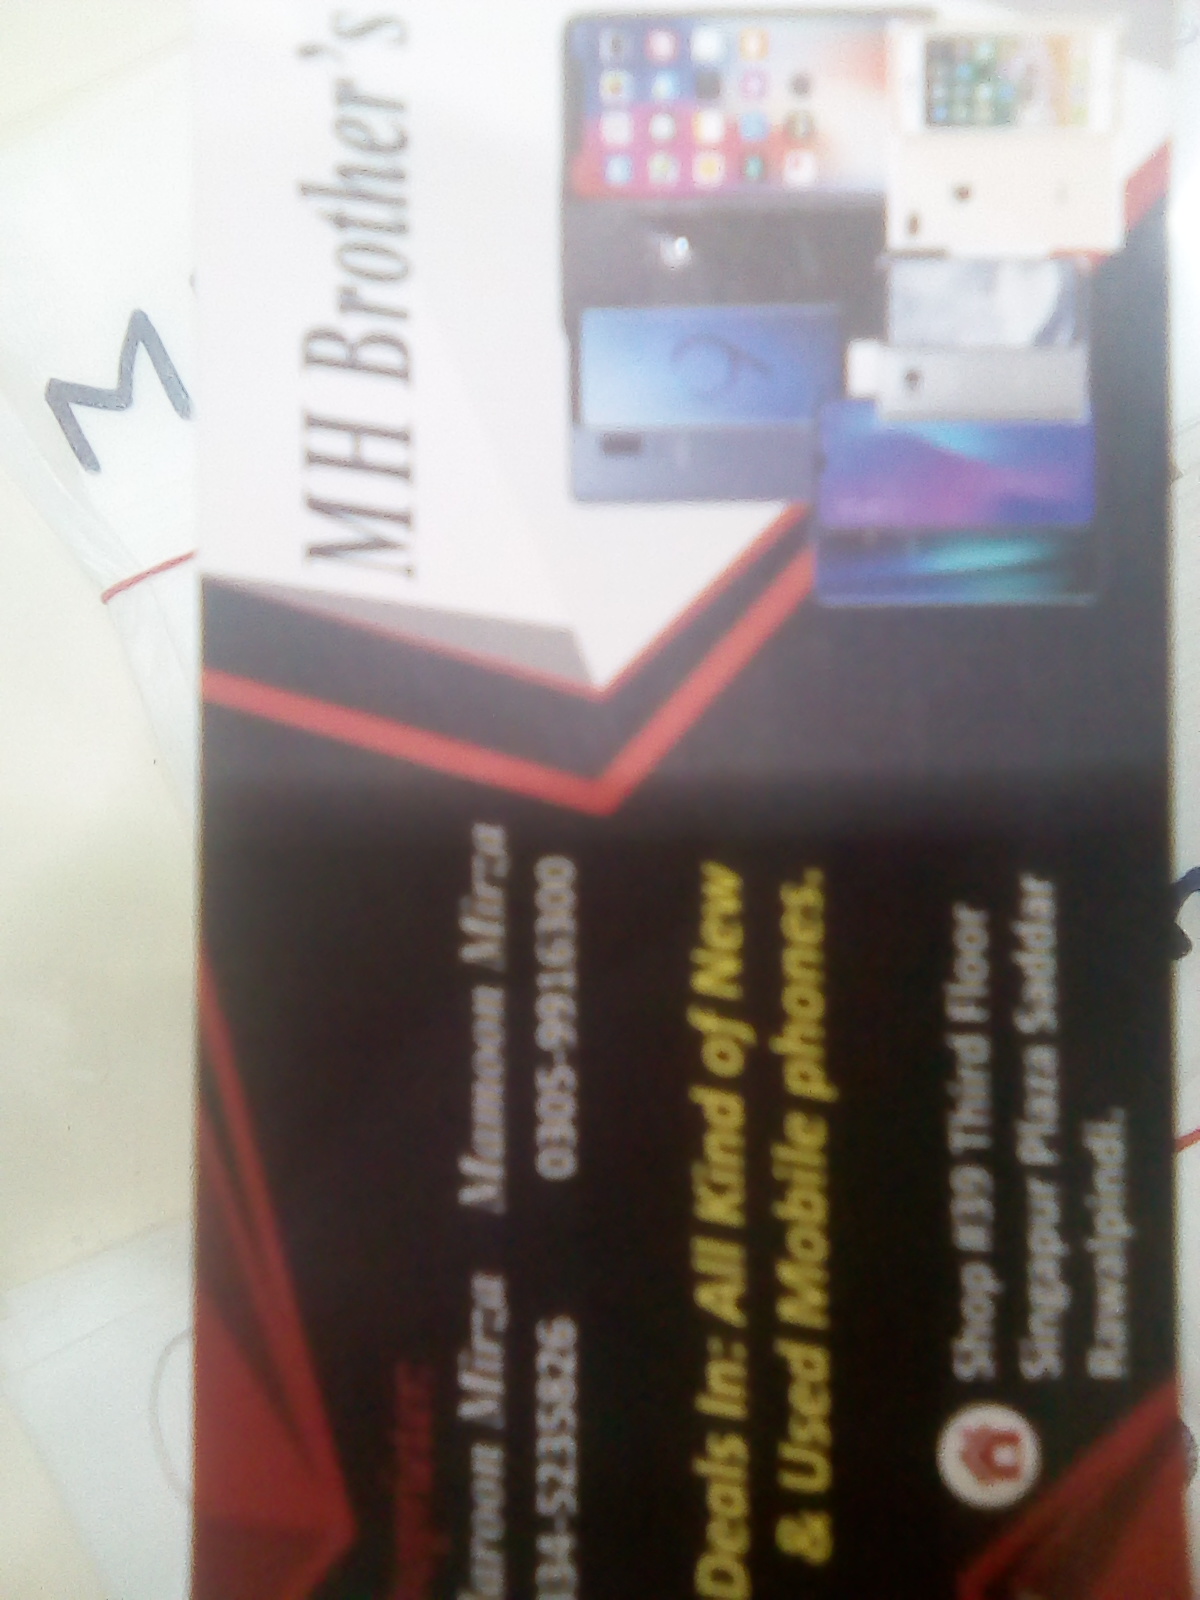 MH Brother's
Mirza Mamoon Mirza
0305-9916300
Deals In: All Kind of New
& Used Mobile phones.
Shop #39 Third Floor
Singapur Plaza Saddar
Rawalpindi.
M